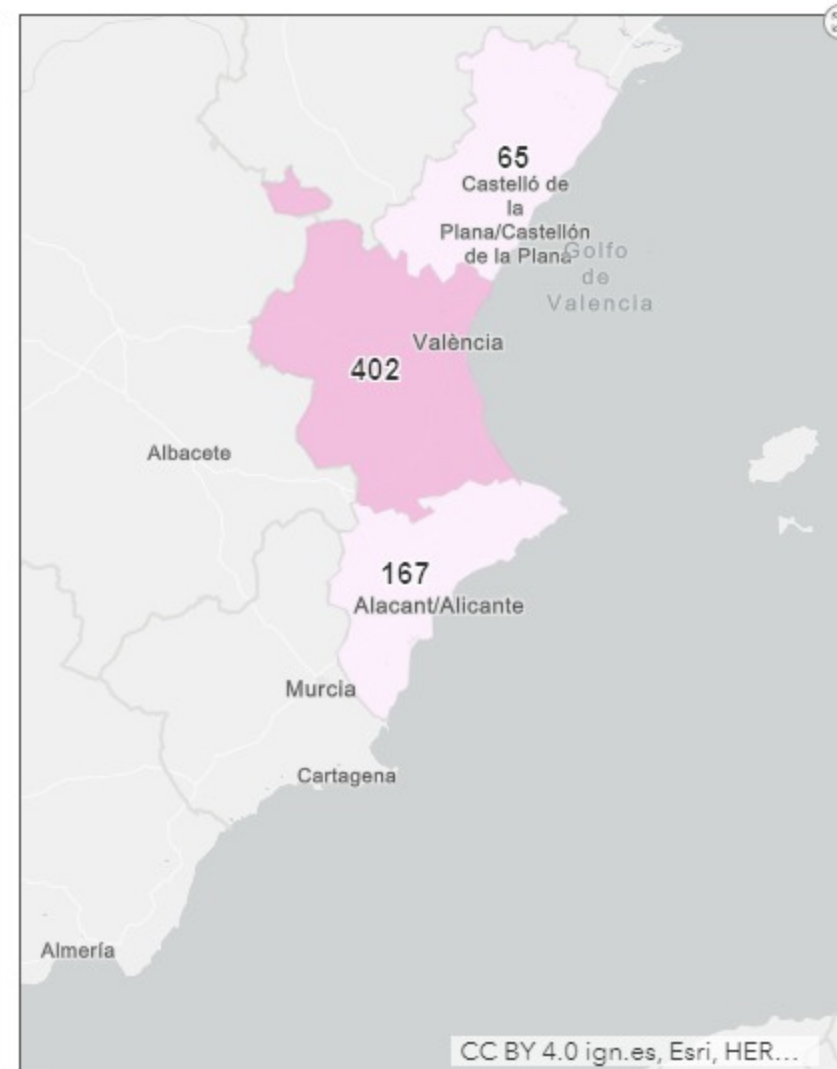 65
Castelló de
la
Plana/Castellón
de la Plana
Golfo
de
Valencia
València
402
Albacete
167
Alacant/Alicante
Murcia
Cartagena
Almería
CC BY 4.0 ign.es, Esri, HER...